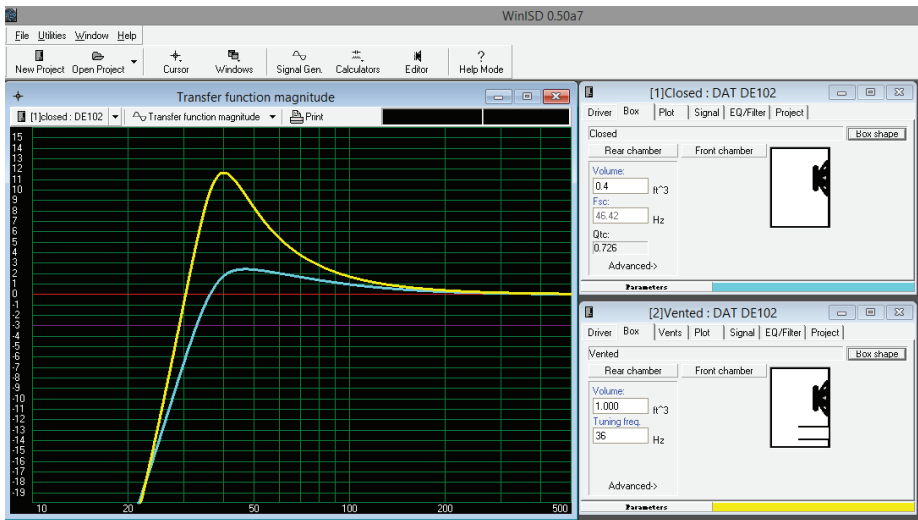 WinISD 0.50a7
File Utilities Window Help
New Project Open Project Cursor Windows Signal Gen. Calculators Editor Help Mode
Transfer function magnitude
[1]closed : DE102 Transfer function magnitude Print
15
14
13
12
11
10
9
8
7
6
5
4
3
2
1
0
-1
-2
-3
-4
-5
-6
-7
-8
-9
-10
-11
-12
-13
-14
-15
-16
-17
-18
-19
10 20 50 100 200 500
[1]Closed : DAT DE102
Driver Box Plot Signal EQ/Filter Project
Closed Box shape
Rear chamber Front chamber
Volume:
0.4 ft^3
Fsc:
46.42 Hz
Qtc:
0.726
Advanced->
Parameters
[2]Vented : DAT DE102
Driver Box Vents Plot Signal EQ/Filter Project
Vented Box shape
Rear chamber Front chamber
Volume:
1.000 ft^3
Tuning freq.
36 Hz
Advanced->
Parameters